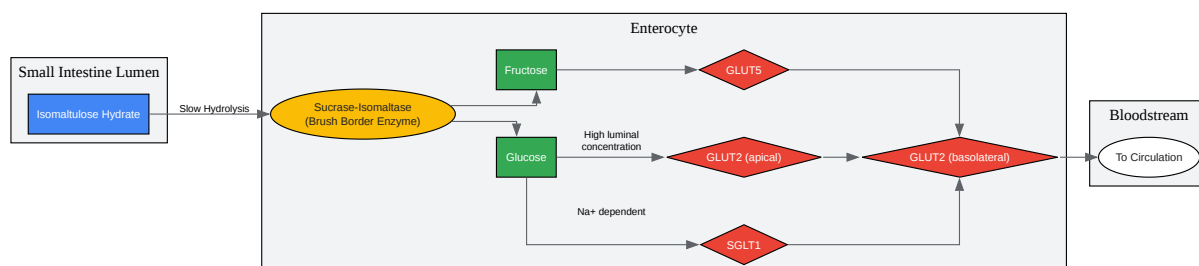 Enterocyte
Small Intestine Lumen
Isomaltulose Hydrate
Slow Hydrolysis
Sucrase-Isomaltase
(Brush Border Enzyme)
Fructose
GLUT5
Glucose
High luminal
concentration
GLUT2 (apical)
GLUT2 (basolateral)
Na+ dependent
SGLT1
Bloodstream
To Circulation